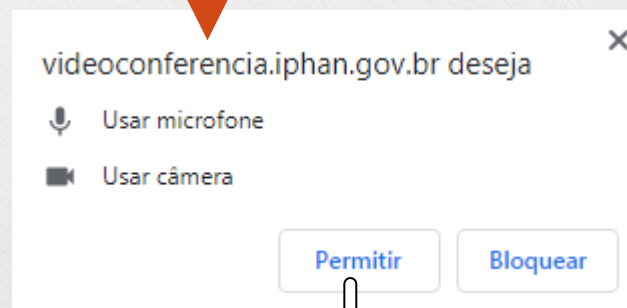 videoconferencia.iphan.gov.br deseja
Usar microfone
Usar câmera
Permitir Bloquear